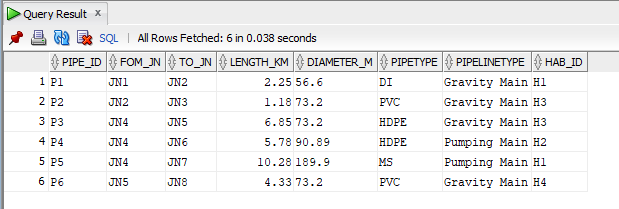 Query Result x
SQL | All Rows Fetched: 6 in 0.038 seconds
PIPE_ID FOM_JN TO_JN LENGTH_KM DIAMETER_M PIPETYPE PIPELINETYPE HAB_ID
1 P1 JN1 JN2 2.25 56.6 DI Gravity Main H1
2 P2 JN2 JN3 1.18 73.2 PVC Gravity Main H3
3 P3 JN4 JN5 6.85 73.2 HDPE Gravity Main H3
4 P4 JN4 JN6 5.78 90.89 HDPE Pumping Main H2
5 P5 JN4 JN7 10.28 189.9 MS Pumping Main H1
6 P6 JN5 JN8 4.33 73.2 PVC Gravity Main H4